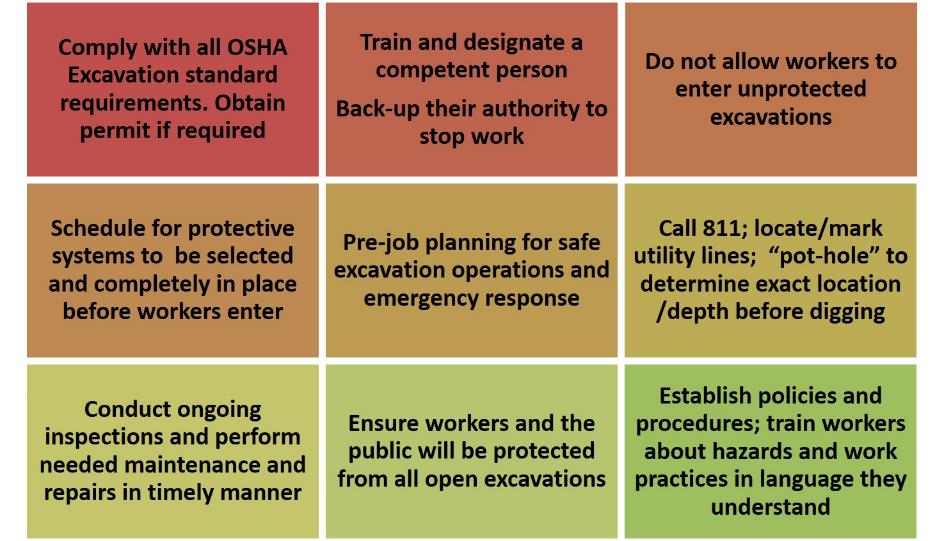 Comply with all OSHA
Excavation standard
requirements. Obtain
permit if required
Train and designate a
competent person
Back-up their authority to
stop work
Do not allow workers to
enter unprotected
excavations
Schedule for protective
systems to  be selected
and completely in place
before workers enter
Pre-job planning for safe
excavation operations and
emergency response
Call 811; locate/mark
utility lines;  “pot-hole” to
determine exact location
/depth before digging
Conduct ongoing
inspections and perform
needed maintenance and
repairs in timely manner
Ensure workers and the
public will be protected
from all open excavations
Establish policies and
procedures; train workers
about hazards and work
practices in language they
understand